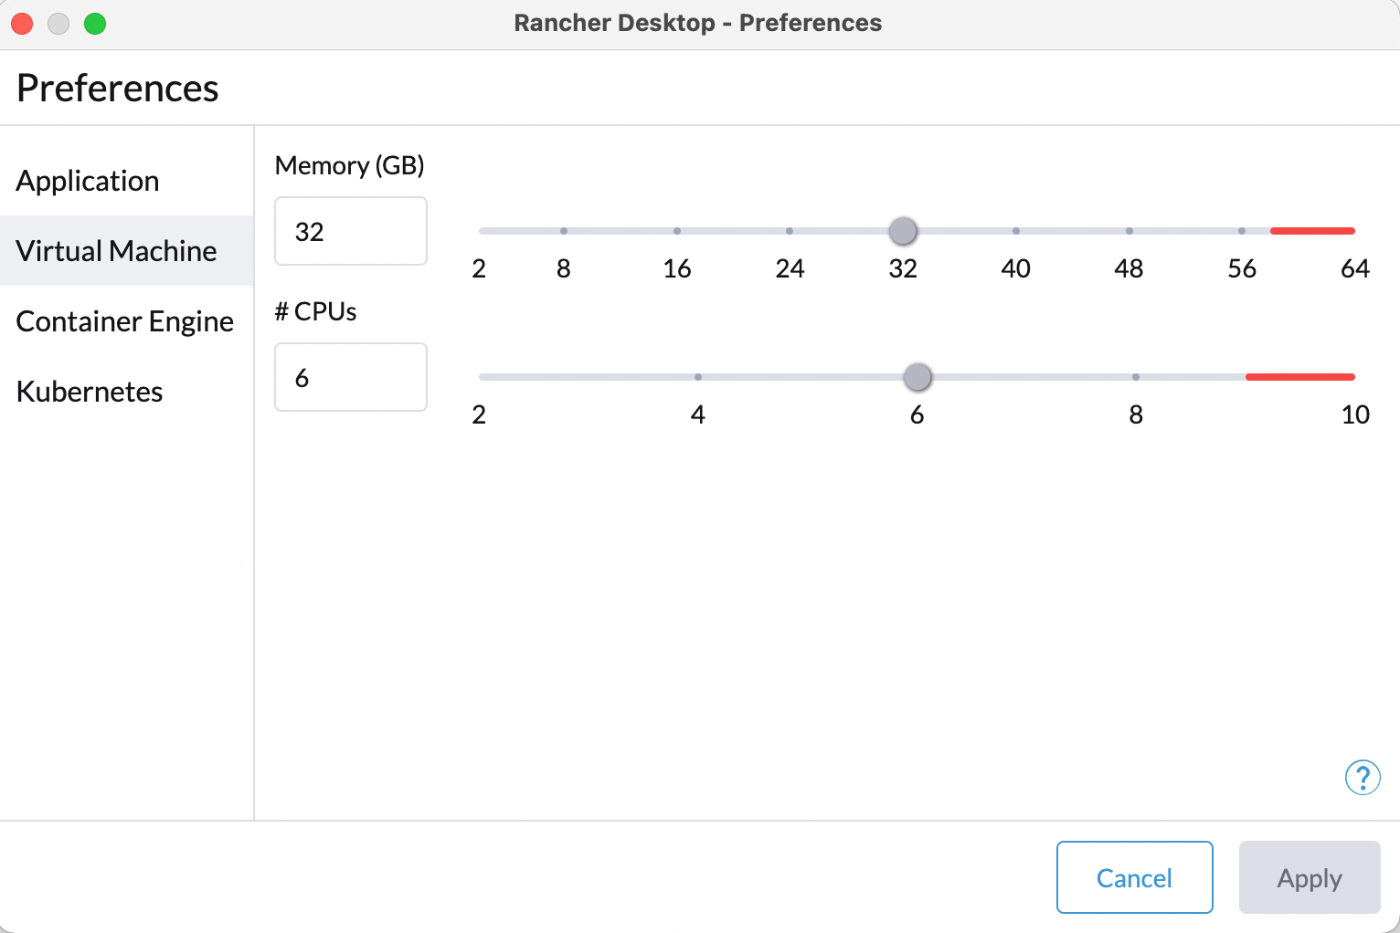 Rancher Desktop - Preferences
Preferences
Application
Virtual Machine
Container Engine
Kubernetes
Memory (GB)
32
2 8 16 24 32 40 48 56 64
# CPUs
6
2 4 6 8 10
?
Cancel Apply